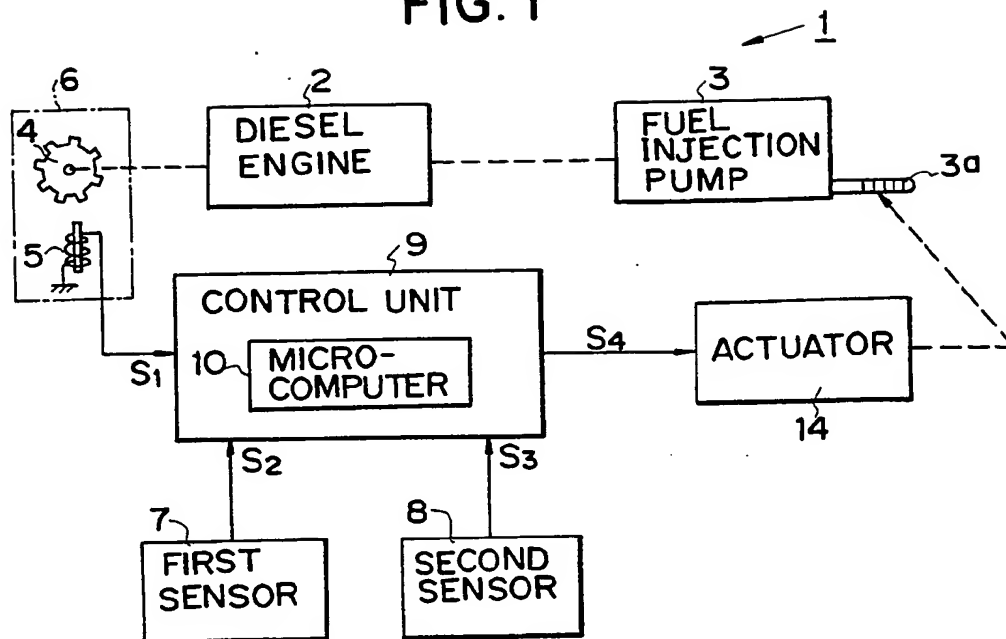 FIG. 1
1
6
4
5
2
DIESEL
ENGINE
3
FUEL
INJECTION
PUMP
3a
9
CONTROL UNIT
10
MICRO-
COMPUTER
S1
S2
S3
S4
ACTUATOR
14
7
FIRST
SENSOR
8
SECOND
SENSOR